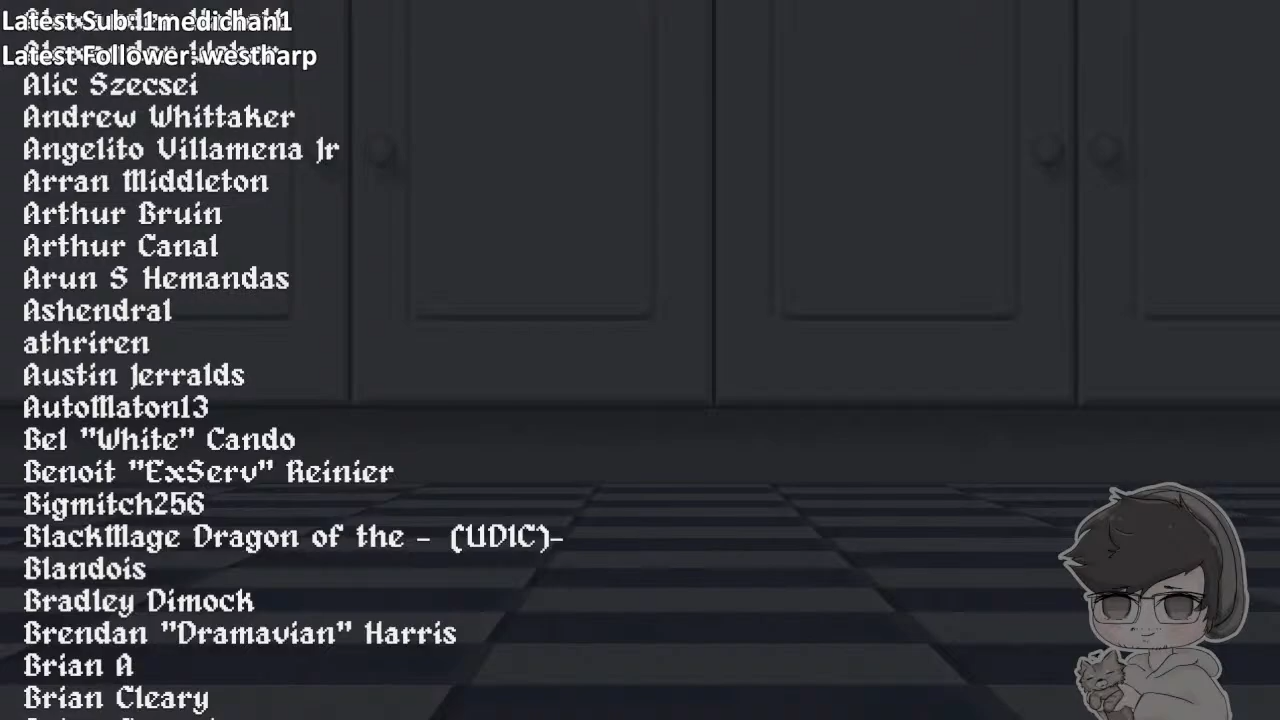 Latest Sub:1medichan1
Latest Follower:westharp
Alic Szecsei
Andrew Whittaker
Angelito Villamena Jr
Arran Middleton
Arthur Bruin
Arthur Canal
Arun S Hemandas
Ashendral
athriren
Austin Jerralds
AutoMaton13
Bel "White" Cando
Benoit "ExServ" Reinier
Bigmitch256
BlackMage Dragon of the - (UDIC)-
Blandois
Bradley Dimock
Brendan "Dramavian" Harris
Brian A
Brian Cleary